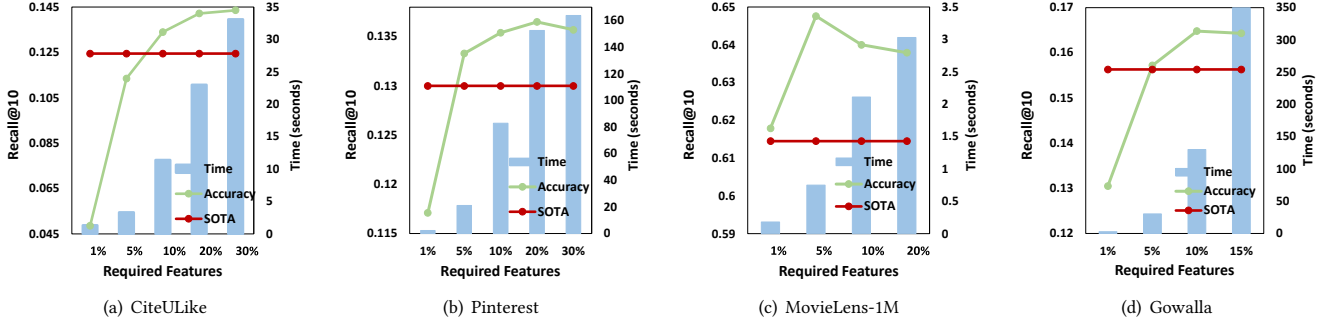 0.145
0.125
0.105
0.085
0.065
0.045
Recall@10
35
30
25
20
15
10
5
0
Time (seconds)
Time
Accuracy
SOTA
1% 5% 10% 20% 30%
Required Features
(a) CiteULike
0.135
0.13
0.125
0.12
0.115
Recall@10
160
140
120
100
80
60
40
20
0
Time (seconds)
Time
Accuracy
SOTA
1% 5% 10% 20% 30%
Required Features
(b) Pinterest
0.65
0.64
0.63
0.62
0.61
0.6
0.59
Recall@10
3.5
3
2.5
2
1.5
1
0.5
0
Time (seconds)
Time
Accuracy
SOTA
1% 5% 10% 20%
Required Features
(c) MovieLens-1M
0.17
0.16
0.15
0.14
0.13
0.12
Recall@10
350
300
250
200
150
100
50
0
Time (seconds)
Time
Accuracy
SOTA
1% 5% 10% 15%
Required Features
(d) Gowalla